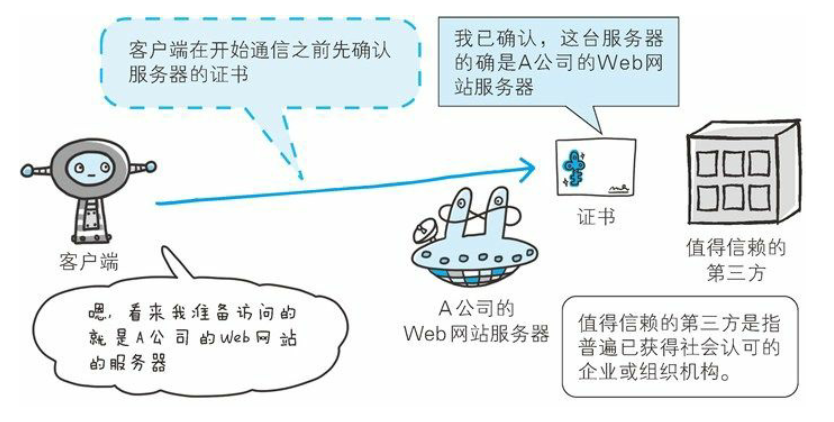 客户端在开始通信之前先确认
服务器的证书
我已确认，这台服务器
的确是A公司的Web网
站服务器
证书
客户端
值得信赖的
第三方
嗯，看来我准备访问的
就是A公司的Web网站
的服务器
A公司的
Web网站服务器
值得信赖的第三方是指
普遍已获得社会认可的
企业或组织机构。